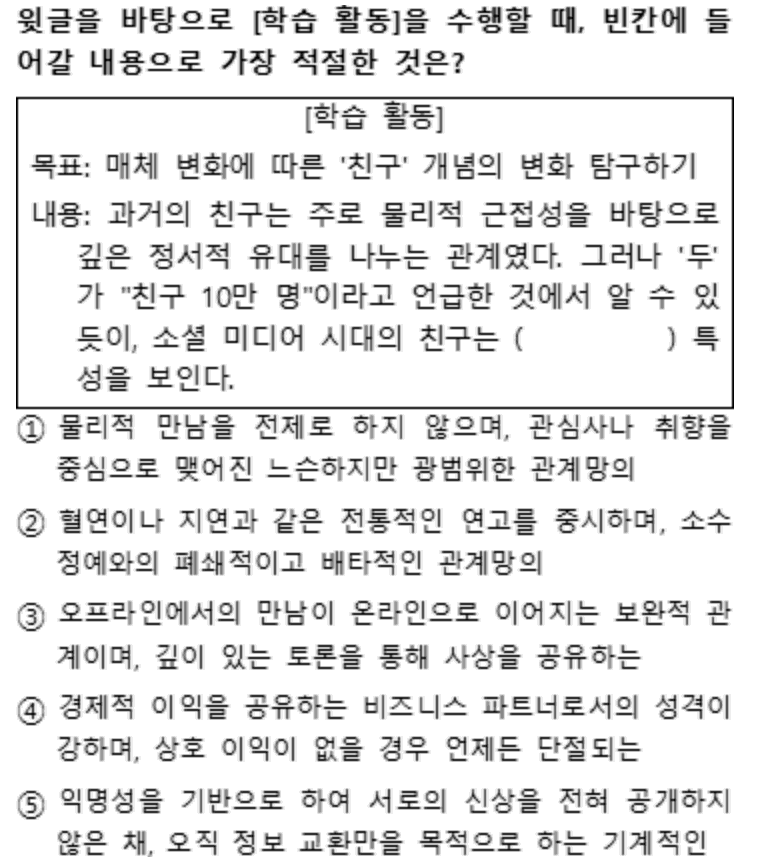 윗글을 바탕으로 [학습 활동]을 수행할 때, 빈칸에 들
어갈 내용으로 가장 적절한 것은?
[학습 활동]
목표: 매체 변화에 따른 '친구' 개념의 변화 탐구하기
내용: 과거의 친구는 주로 물리적 근접성을 바탕으로
깊은 정서적 유대를 나누는 관계였다. 그러나 '두'
가 "친구 10만 명"이라고 언급한 것에서 알 수 있
듯이, 소셜 미디어 시대의 친구는 ( ) 특
성을 보인다.
① 물리적 만남을 전제로 하지 않으며, 관심사나 취향을
중심으로 맺어진 느슨하지만 광범위한 관계망의
② 혈연이나 지연과 같은 전통적인 연고를 중시하며, 소수
정예와의 폐쇄적이고 배타적인 관계망의
③ 오프라인에서의 만남이 온라인으로 이어지는 보완적 관
계이며, 깊이 있는 토론을 통해 사상을 공유하는
④ 경제적 이익을 공유하는 비즈니스 파트너로서의 성격이
강하며, 상호 이익이 없을 경우 언제든 단절되는
⑤ 익명성을 기반으로 하여 서로의 신상을 전혀 공개하지
않은 채, 오직 정보 교환만을 목적으로 하는 기계적인